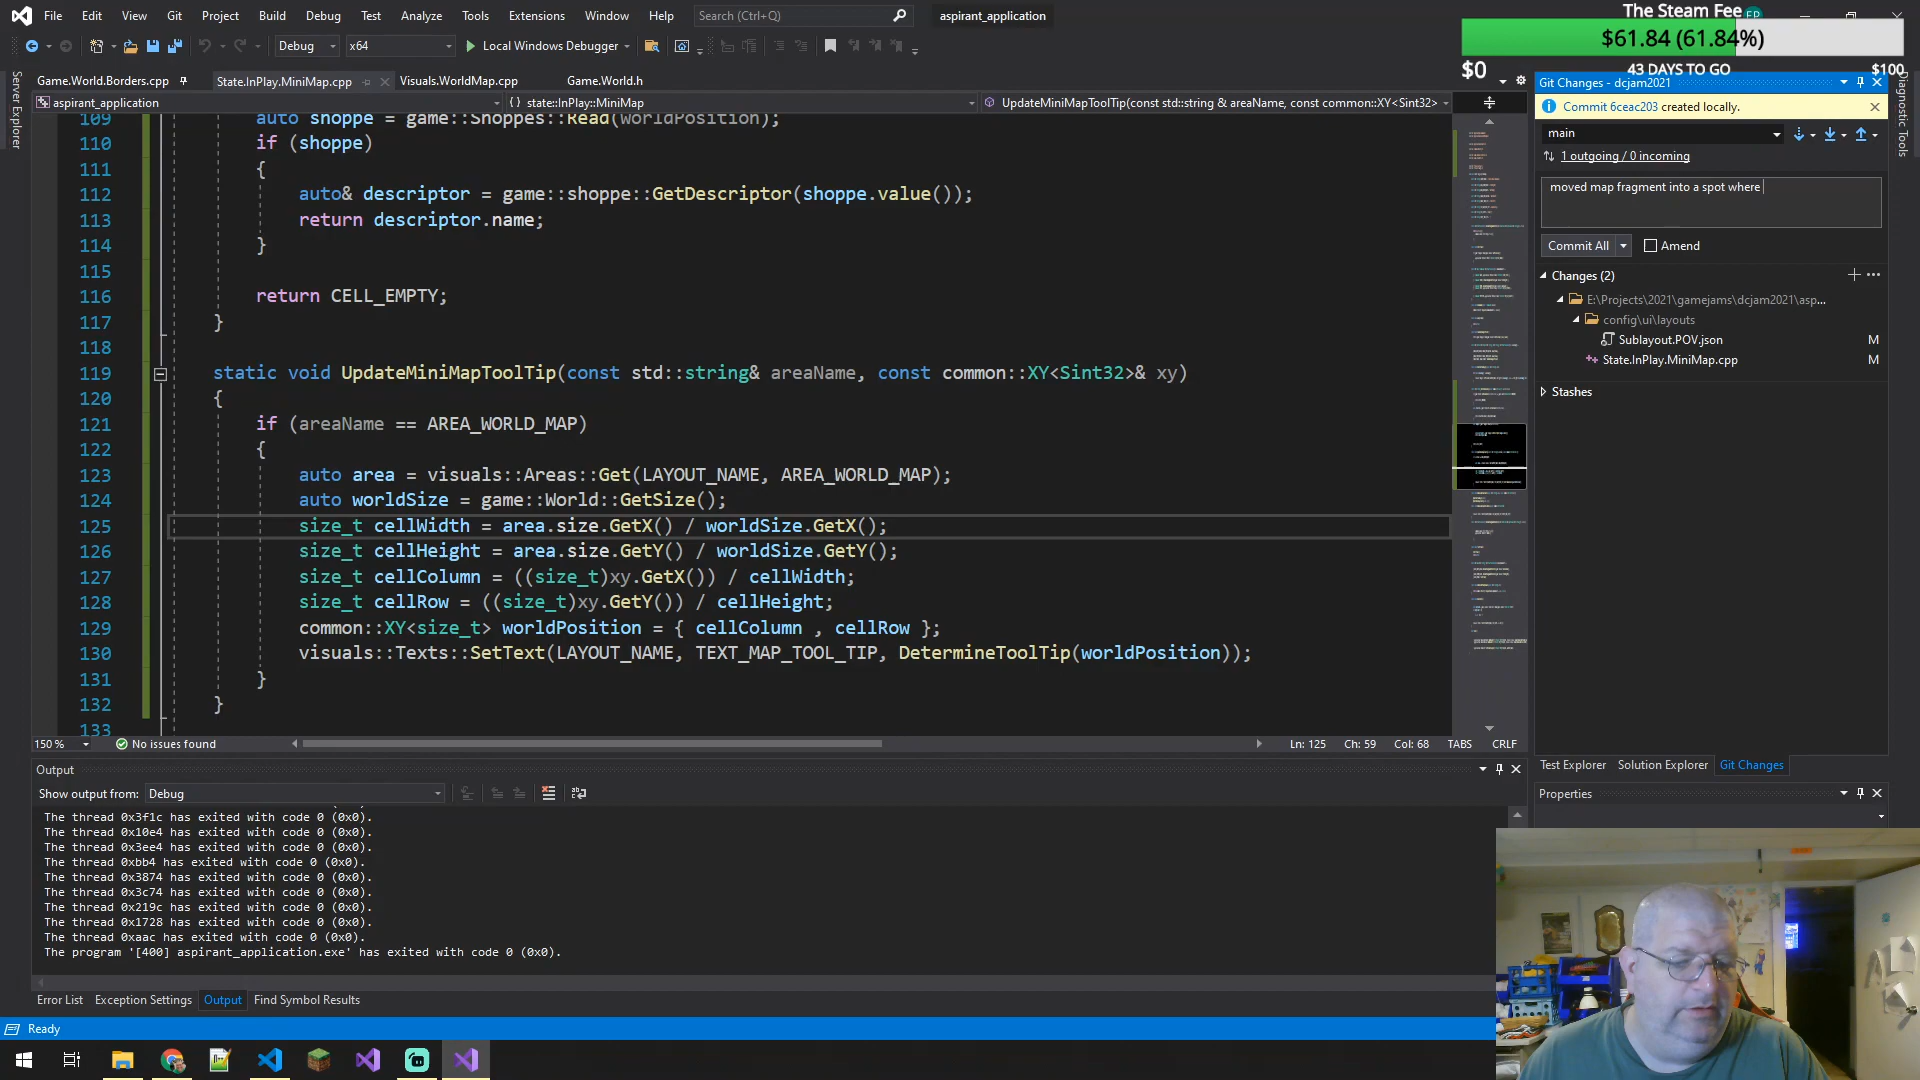 File Edit View Git Project Build Debug Test Analyze Tools Extensions Window Help Search (Ctrl+Q) aspirant_application
The Steam Fee
$61.84 (61.84%)
$0 43 DAYS TO GO $100
Debug x64 Local Windows Debugger
Game.World.Borders.cpp State.InPlay.MiniMap.cpp Visuals.WorldMap.cpp Game.World.h
aspirant_application {} state::InPlay::MiniMap UpdateMiniMapToolTip(const std::string & areaName, const common::XY<Sint32>
Server Explorer
Diagnostic Tools
109 auto shoppe = game::Shoppes::Read(worldPosition);
110 if (shoppe)
111 {
112 auto& descriptor = game::shoppe::GetDescriptor(shoppe.value());
113 return descriptor.name;
114 }
115
116 return CELL_EMPTY;
117 }
118
119 static void UpdateMiniMapToolTip(const std::string& areaName, const common::XY<Sint32>& xy)
120 {
121 if (areaName == AREA_WORLD_MAP)
122 {
123 auto area = visuals::Areas::Get(LAYOUT_NAME, AREA_WORLD_MAP);
124 auto worldSize = game::World::GetSize();
125 size_t cellWidth = area.size.GetX() / worldSize.GetX();
126 size_t cellHeight = area.size.GetY() / worldSize.GetY();
127 size_t cellColumn = ((size_t)xy.GetX()) / cellWidth;
128 size_t cellRow = ((size_t)xy.GetY()) / cellHeight;
129 common::XY<size_t> worldPosition = { cellColumn , cellRow };
130 visuals::Texts::SetText(LAYOUT_NAME, TEXT_MAP_TOOL_TIP, DetermineToolTip(worldPosition));
131 }
132 }
133
150 % No issues found Ln: 125 Ch: 59 Col: 68 TABS CRLF
Output
Show output from: Debug
The thread 0x3f1c has exited with code 0 (0x0).
The thread 0x10e4 has exited with code 0 (0x0).
The thread 0x3ee4 has exited with code 0 (0x0).
The thread 0xbb4 has exited with code 0 (0x0).
The thread 0x3874 has exited with code 0 (0x0).
The thread 0x3c74 has exited with code 0 (0x0).
The thread 0x219c has exited with code 0 (0x0).
The thread 0x1728 has exited with code 0 (0x0).
The thread 0xaac has exited with code 0 (0x0).
The program '[400] aspirant_application.exe' has exited with code 0 (0x0).
Error List Exception Settings Output Find Symbol Results
Ready
Git Changes - dcjam2021
Commit 6ceac203 created locally.
main
1 outgoing / 0 incoming
moved map fragment into a spot where
Commit All Amend
Changes (2)
E:\Projects\2021\gamejams\dcjam2021\asp...
config\ui\layouts
Sublayout.POV.json M
State.InPlay.MiniMap.cpp M
Stashes
Test Explorer Solution Explorer Git Changes
Properties